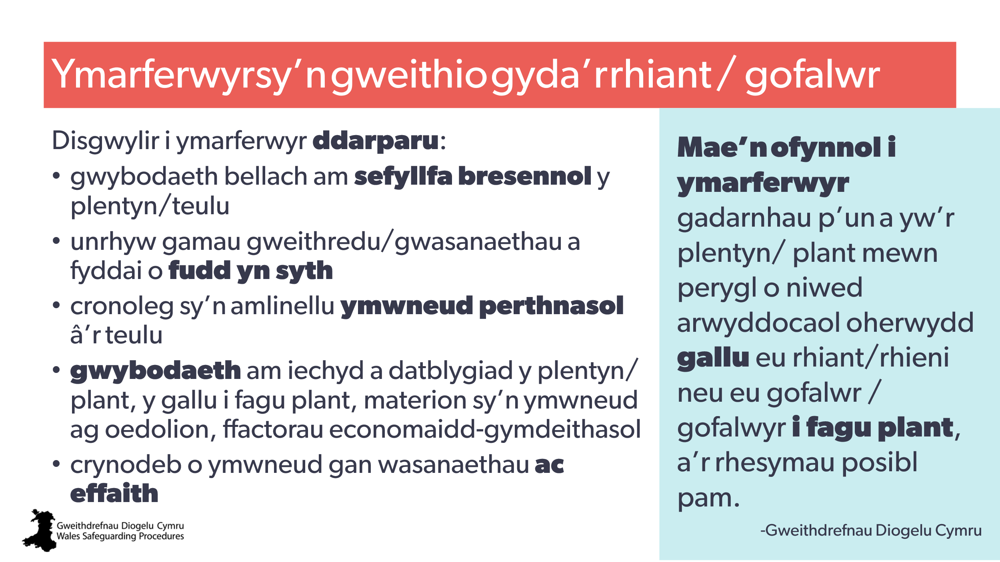 Ymarferwyrsy’n gweithio gyda’rrhiant/ gofalwr
Disgwylir i ymarferwyr ddarparu:
• gwybodaeth bellach am sefyllfa bresennol y
plentyn/teulu
• unrhyw gamau gweithredu/gwasanaethau a
fyddai o fudd yn syth
• cronoleg sy’n amlinellu ymwneud perthnasol
â’r teulu
• gwybodaeth am iechyd a datblygiad y plentyn/
plant, y gallu i fagu plant, materion sy’n ymwneud
ag oedolion, ffactorau economaidd-gymdeithasol
• crynodeb o ymwneud gan wasanaethau ac
effaith
Mae’n ofynnol i
ymarferwyr
gadarnhau p’un a yw’r
plentyn/ plant mewn
perygl o niwed
arwyddocaol oherwydd
gallu eu rhiant/rhieni
neu eu gofalwr /
gofalwyr i fagu plant,
a’r rhesymau posibl
pam.
-Gweithdrefnau Diogelu Cymru
Gweithdrefnau Diogelu Cymru
Wales Safeguarding Procedures